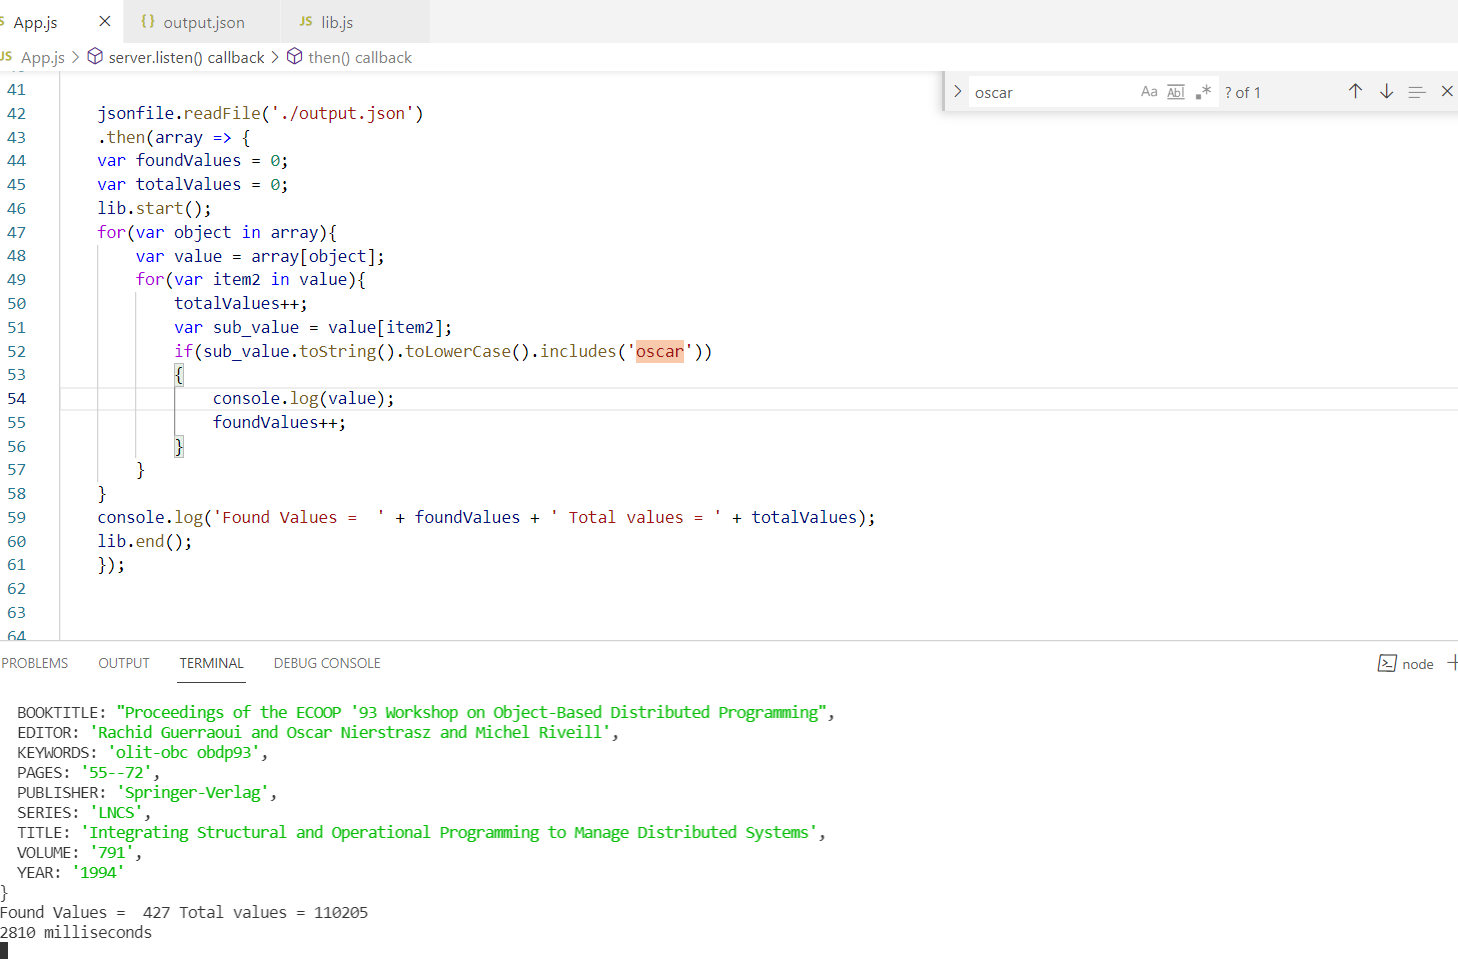 App.js
{} output.json
JS lib.js
JS App.js > server.listen() callback > then() callback
oscar Aa Abl .* ? of 1
41
42 jsonfile.readFile('./output.json')
43 .then(array => {
44 var foundValues = 0;
45 var totalValues = 0;
46 lib.start();
47 for(var object in array){
48 var value = array[object];
49 for(var item2 in value){
50 totalValues++;
51 var sub_value = value[item2];
52 if(sub_value.toString().toLowerCase().includes('oscar'))
53 {
54 console.log(value);
55 foundValues++;
56 }
57 }
58 }
59 console.log('Found Values =  ' + foundValues + ' Total values = ' + totalValues);
60 lib.end();
61 });
62
63
64
PROBLEMS OUTPUT TERMINAL DEBUG CONSOLE node
BOOKTITLE: "Proceedings of the ECOOP '93 Workshop on Object-Based Distributed Programming",
EDITOR: 'Rachid Guerraoui and Oscar Nierstrasz and Michel Riveill',
KEYWORDS: 'olit-obc obdp93',
PAGES: '55--72',
PUBLISHER: 'Springer-Verlag',
SERIES: 'LNCS',
TITLE: 'Integrating Structural and Operational Programming to Manage Distributed Systems',
VOLUME: '791',
YEAR: '1994'
}
Found Values =  427 Total values = 110205
2810 milliseconds